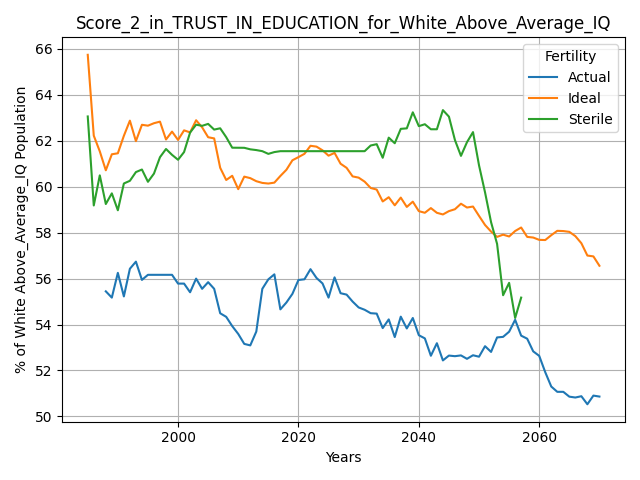 Score_2_in_TRUST_IN_EDUCATION_for_White_Above_Average_IQ
Fertility
Actual
Ideal
Sterile
% of White Above_Average_IQ Population
66
64
62
60
58
56
54
52
50
2000
2020
2040
2060
Years